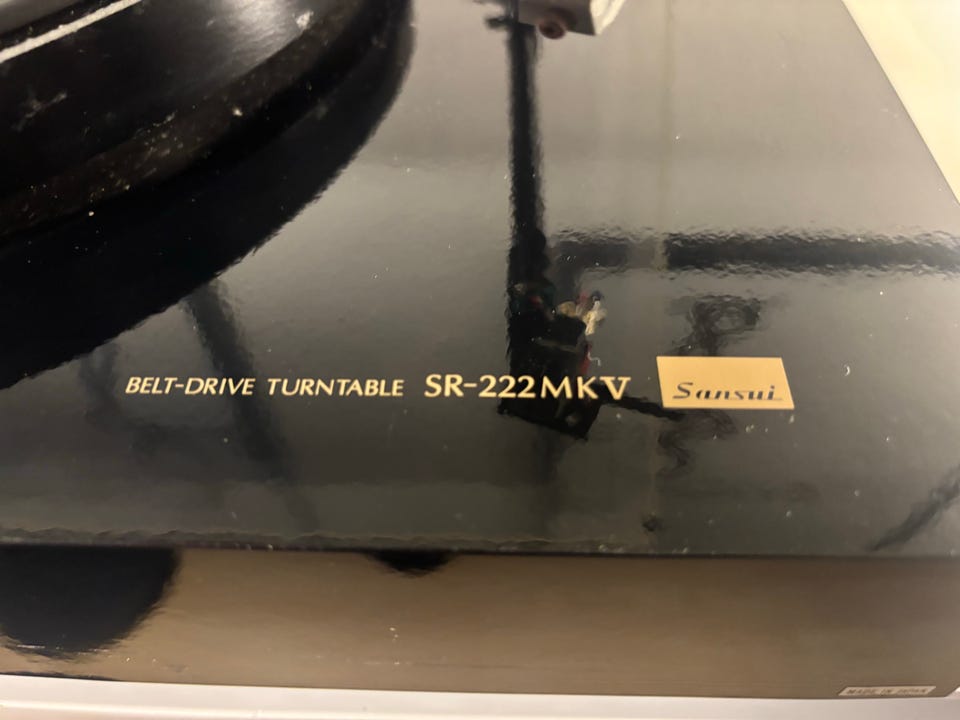 BELT-DRIVE TURNTABLE SR-222MKV Sansui
MADE IN JAPAN